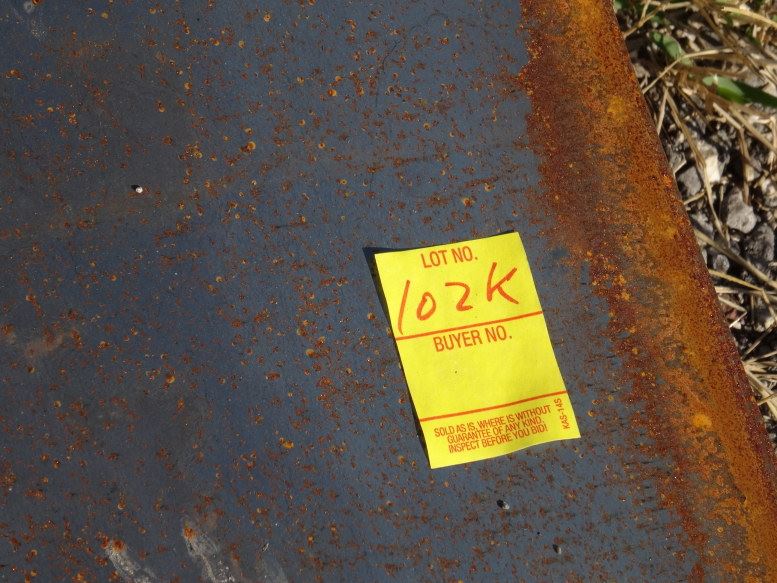 LOT NO.
102K
BUYER NO.
SOLD AS IS, WHERE IS WITHOUT
GUARANTEE OF ANY KIND.
INSPECT BEFORE YOU BID!
KAS-14S